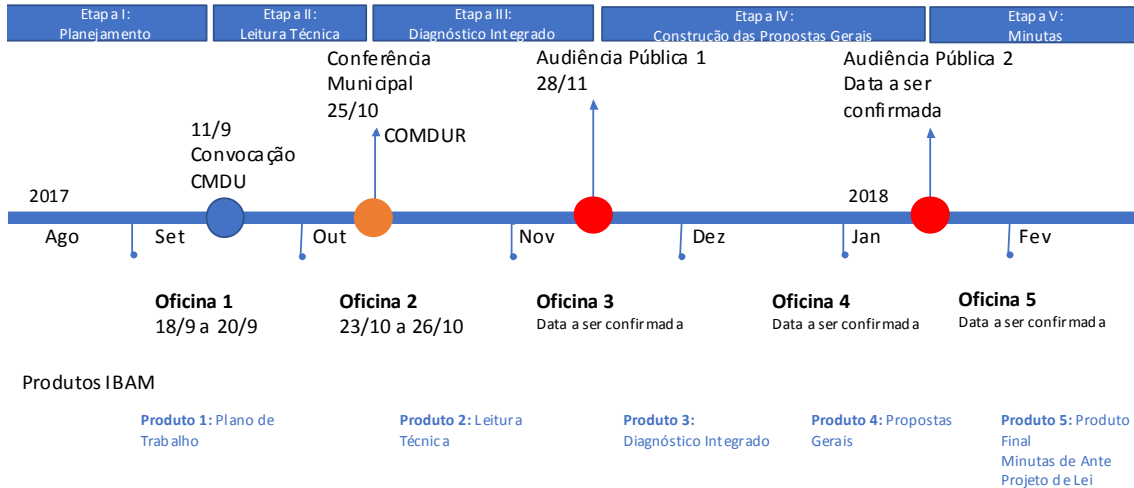 Etapa I:
Planejamento
Etapa II:
Leitura Técnica
Etapa III:
Diagnóstico Integrado
Etapa IV:
Construção das Propostas Gerais
Etapa V:
Minutas
Conferência
Municipal
25/10
COMDUR
Audiência Pública 1
28/11
Audiência Pública 2
Data a ser
confirmada
11/9
Convocação
CMDU
2017
2018
Ago
Set
Out
Nov
Dez
Jan
Fev
Oficina 1
18/9 a 20/9
Oficina 2
23/10 a 26/10
Oficina 3
Data a ser confirmada
Oficina 4
Data a ser confirmada
Oficina 5
Data a ser confirmada
Produtos IBAM
Produto 1: Plano de
Trabalho
Produto 2: Leitura
Técnica
Produto 3:
Diagnóstico Integrado
Produto 4: Propostas
Gerais
Produto 5: Produto
Final
Minutas de Ante
Projeto de Lei